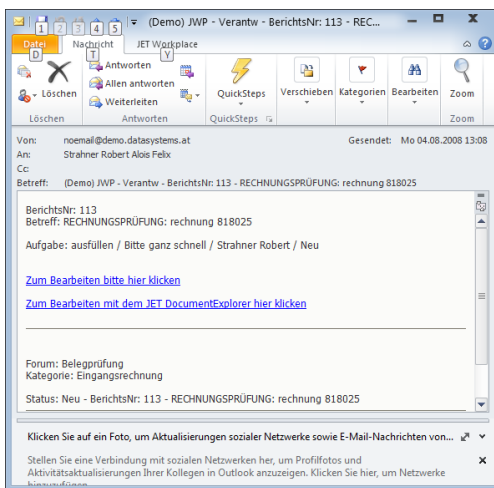 (Demo) JWP - Verantw - BerichtsNr: 113 - REC...
1 2 3 4 5
Datei Nachricht JET Workplace
D T Y
Löschen
Antworten
Allen antworten
Weiterleiten
QuickSteps
Verschieben
Kategorien
Bearbeiten
Zoom
Löschen Antworten QuickSteps Zoom
Von: noemail@demo.datasystems.at Gesendet: Mo 04.08.2008 13:08
An: Strahner Robert Alois Felix
Cc:
Betreff: (Demo) JWP - Verantw - BerichtsNr: 113 - RECHNUNGSPRÜFUNG: rechnung 818025
BerichtsNr: 113
Betreff: RECHNUNGSPRÜFUNG: rechnung 818025
Aufgabe: ausfüllen / Bitte ganz schnell / Strahner Robert / Neu
Zum Bearbeiten bitte hier klicken
Zum Bearbeiten mit dem JET DocumentExplorer hier klicken
Forum: Belegprüfung
Kategorie: Eingangsrechnung
Status: Neu - BerichtsNr: 113 - RECHNUNGSPRÜFUNG: rechnung 818025
Klicken Sie auf ein Foto, um Aktualisierungen sozialer Netzwerke sowie E-Mail-Nachrichten von...
Stellen Sie eine Verbindung mit sozialen Netzwerken her, um Profilfotos und
Aktivitätsaktualisierungen Ihrer Kollegen in Outlook anzuzeigen. Klicken Sie hier, um Netzwerke
hinzuzufügen